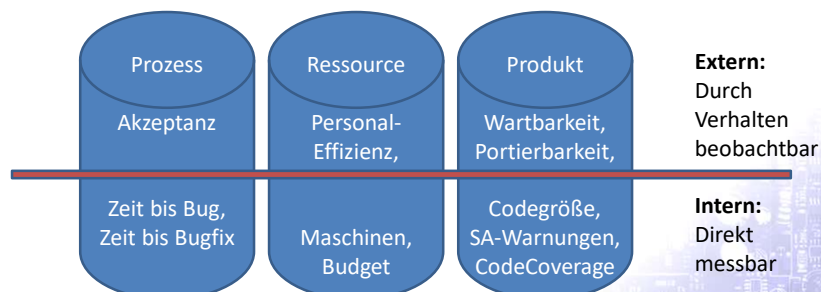 Prozess
Akzeptanz
Zeit bis Bug,
Zeit bis Bugfix
Ressource
Personal-
Effizienz,
Maschinen,
Budget
Produkt
Wartbarkeit,
Portierbarkeit,
Codegröße,
SA-Warnungen,
CodeCoverage
Extern:
Durch
Verhalten
beobachtbar
Intern:
Direkt
messbar